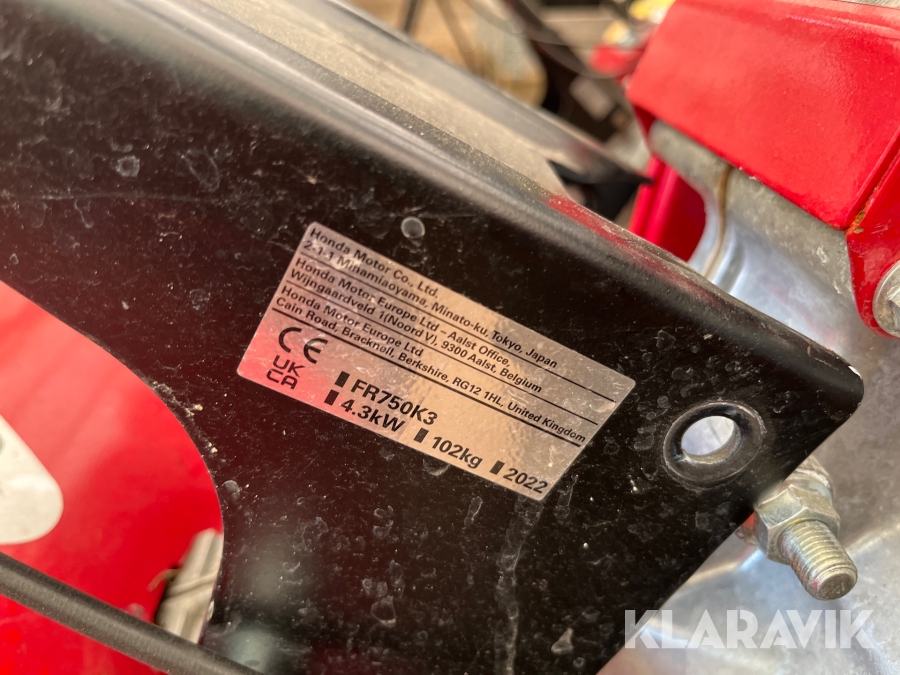 Honda Motor Co., Ltd.
2-1-1 Minamiaoyama, Minato-ku, Tokyo, Japan
Honda Motor Europe Ltd - Aalst Office,
Wijngaardveld 1(Noord V), 9300 Aalst, Belgium
Honda Motor Europe Ltd
Cain Road, Bracknell, Berkshire, RG12 1HL, United Kingdom
CE
UK
CA
FR750K3
4.3kW 102kg 2022
KLARAVIK